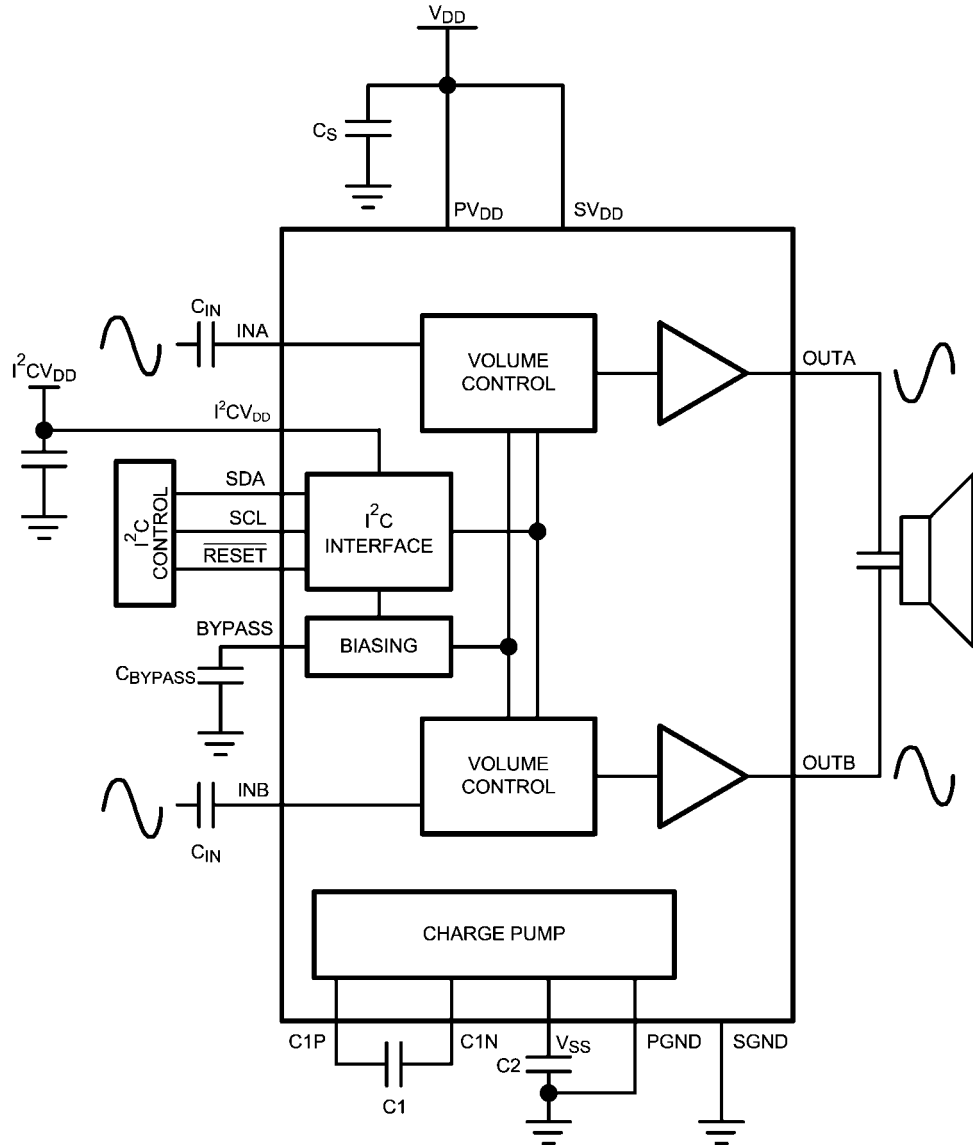 VDD
CS
PVDD
SVDD
CIN
INA
VOLUME
CONTROL
OUTA
I²CVDD
I²CVDD
SDA
SCL
RESET
I²C
CONTROL
I²C
INTERFACE
BYPASS
BIASING
CBYPASS
VOLUME
CONTROL
OUTB
INB
CIN
CHARGE PUMP
C1P
C1N
VSS
PGND
SGND
C2
C1